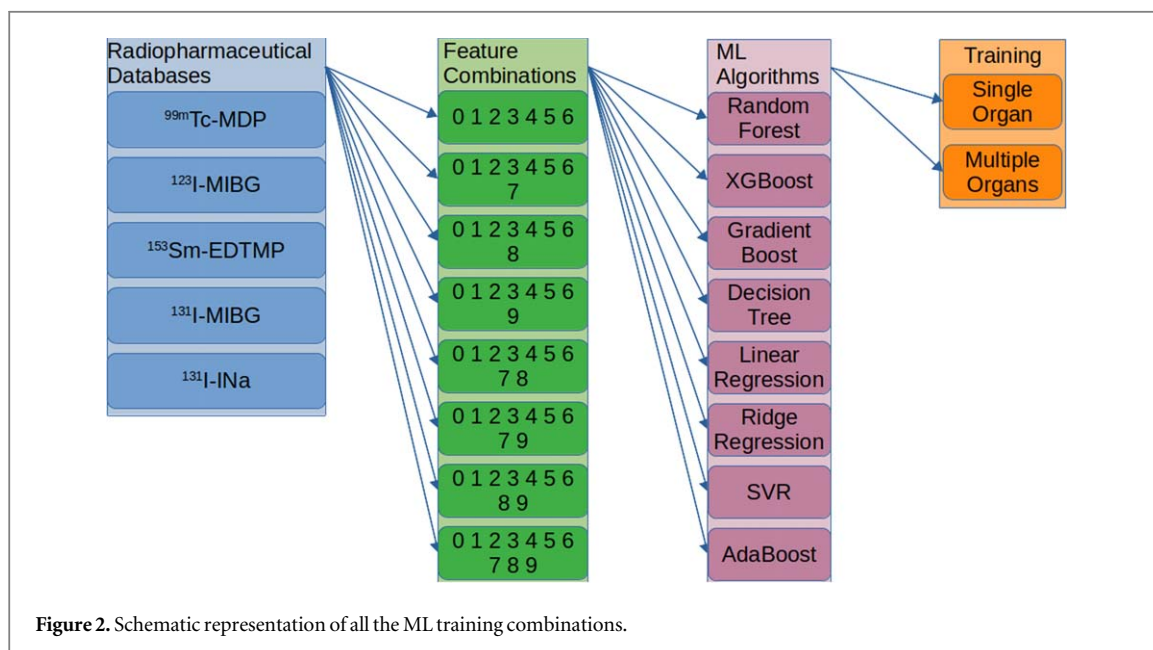 Radiopharmaceutical
Databases
⁹⁹ᵐTc-MDP
¹²³I-MIBG
¹⁵³Sm-EDTMP
¹³¹I-MIBG
¹³¹I-INa
Feature
Combinations
0 1 2 3 4 5 6
0 1 2 3 4 5 6
7
0 1 2 3 4 5 6
8
0 1 2 3 4 5 6
9
0 1 2 3 4 5 6
7 8
0 1 2 3 4 5 6
7 9
0 1 2 3 4 5 6
8 9
0 1 2 3 4 5 6
7 8 9
ML
Algorithms
Random
Forest
XGBoost
Gradient
Boost
Decision
Tree
Linear
Regression
Ridge
Regression
SVR
AdaBoost
Training
Single
Organ
Multiple
Organs
Figure 2. Schematic representation of all the ML training combinations.